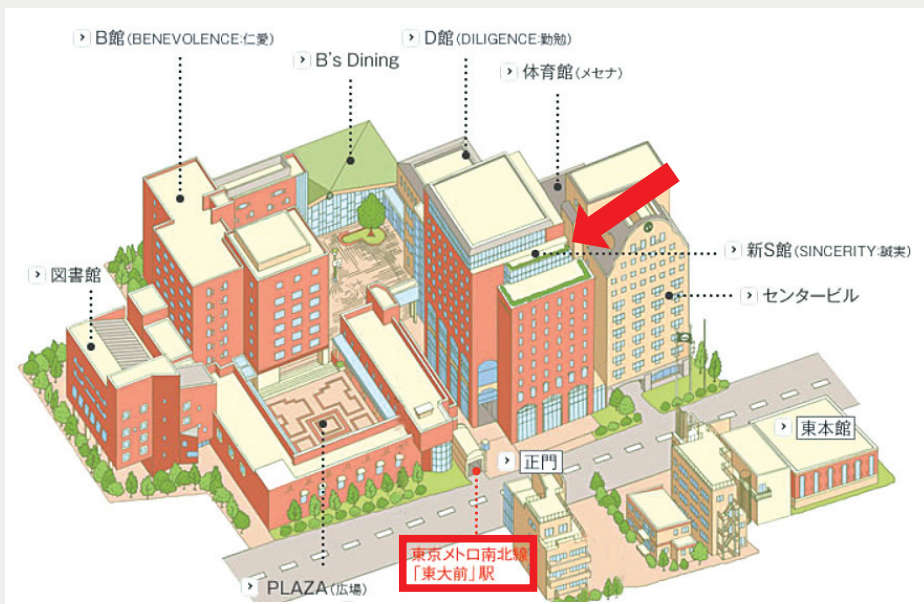 B館(BENEVOLENCE:仁愛)
B's Dining
D館(DILIGENCE:勤勉)
体育館(メセナ)
新S館(SINCERITY:誠実)
図書館
センタービル
東本館
正門
東京メトロ南北線
「東大前」駅
PLAZA(広場)